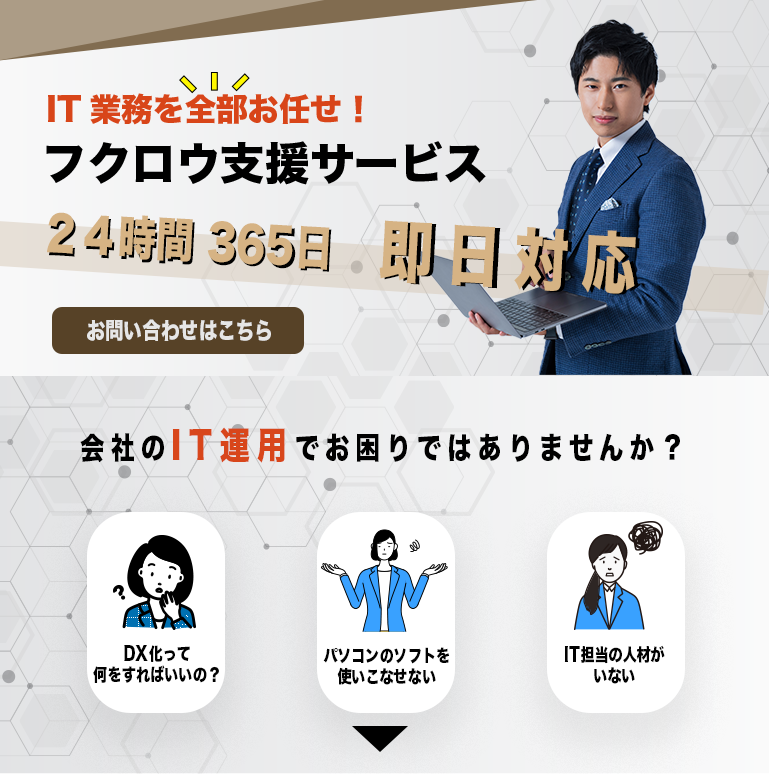 IT 業務を全部お任せ！
フクロウ支援サービス
２４時間 365日 即日対応
お問い合わせはこちら
会社のIT運用でお困りではありませんか？
?
DX化って
何をすればいいの？
パソコンのソフトを
使いこなせない
IT担当の人材が
いない